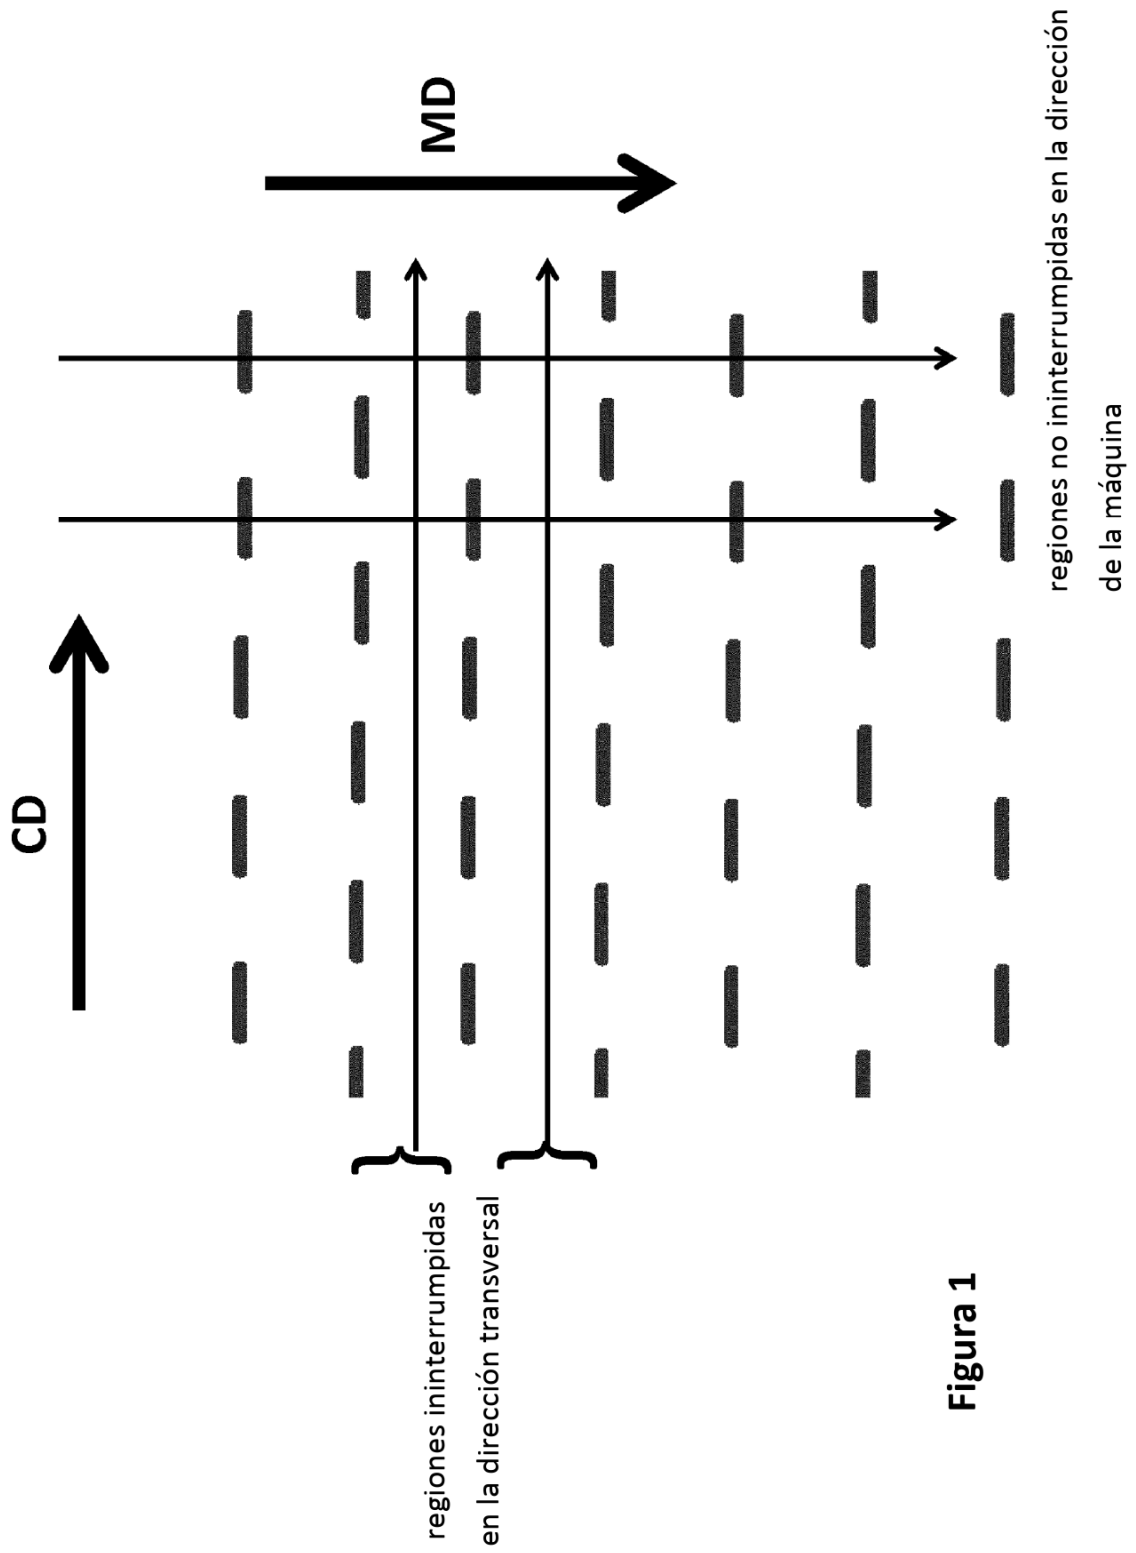 CD
MD
regiones ininterrumpidas
en la dirección transversal
regiones no ininterrumpidas en la dirección
de la máquina
Figura 1